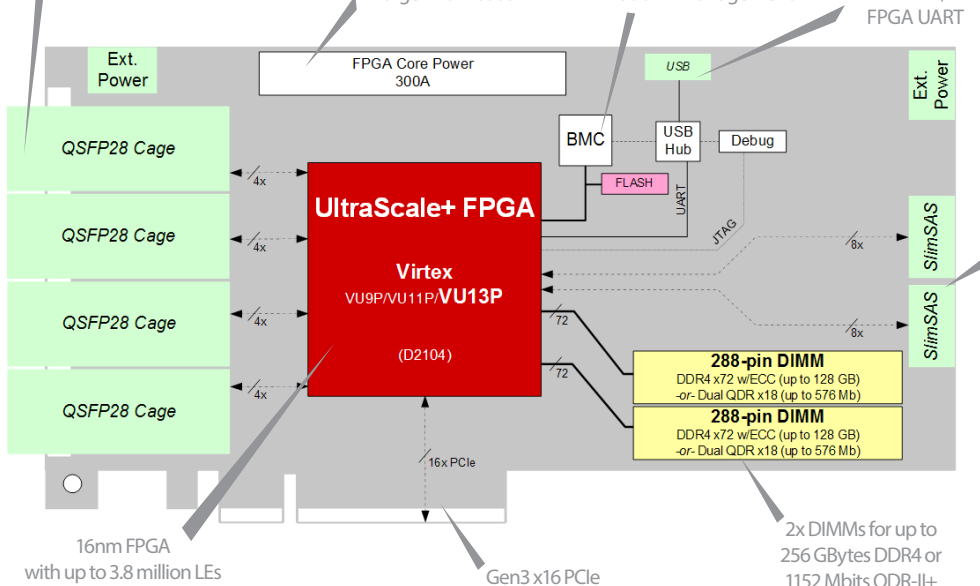 FPGA UART
Ext.
Power
FPGA Core Power
300A
USB
Ext.
Power
QSFP28 Cage
BMC
USB
Hub
Debug
FLASH
UART
JTAG
4x
UltraScale+ FPGA
QSFP28 Cage
4x
8x
SlimSAS
Virtex
VU9P/VU11P/VU13P
QSFP28 Cage
4x
72
8x
SlimSAS
(D2104)
72
288-pin DIMM
DDR4 x72 w/ECC (up to 128 GB)
-or- Dual QDR x18 (up to 576 Mb)
QSFP28 Cage
4x
288-pin DIMM
DDR4 x72 w/ECC (up to 128 GB)
-or- Dual QDR x18 (up to 576 Mb)
16x PCIe
16nm FPGA
with up to 3.8 million LEs
Gen3 x16 PCIe
2x DIMMs for up to
256 GBytes DDR4 or
1152 Mbits QDR-II+